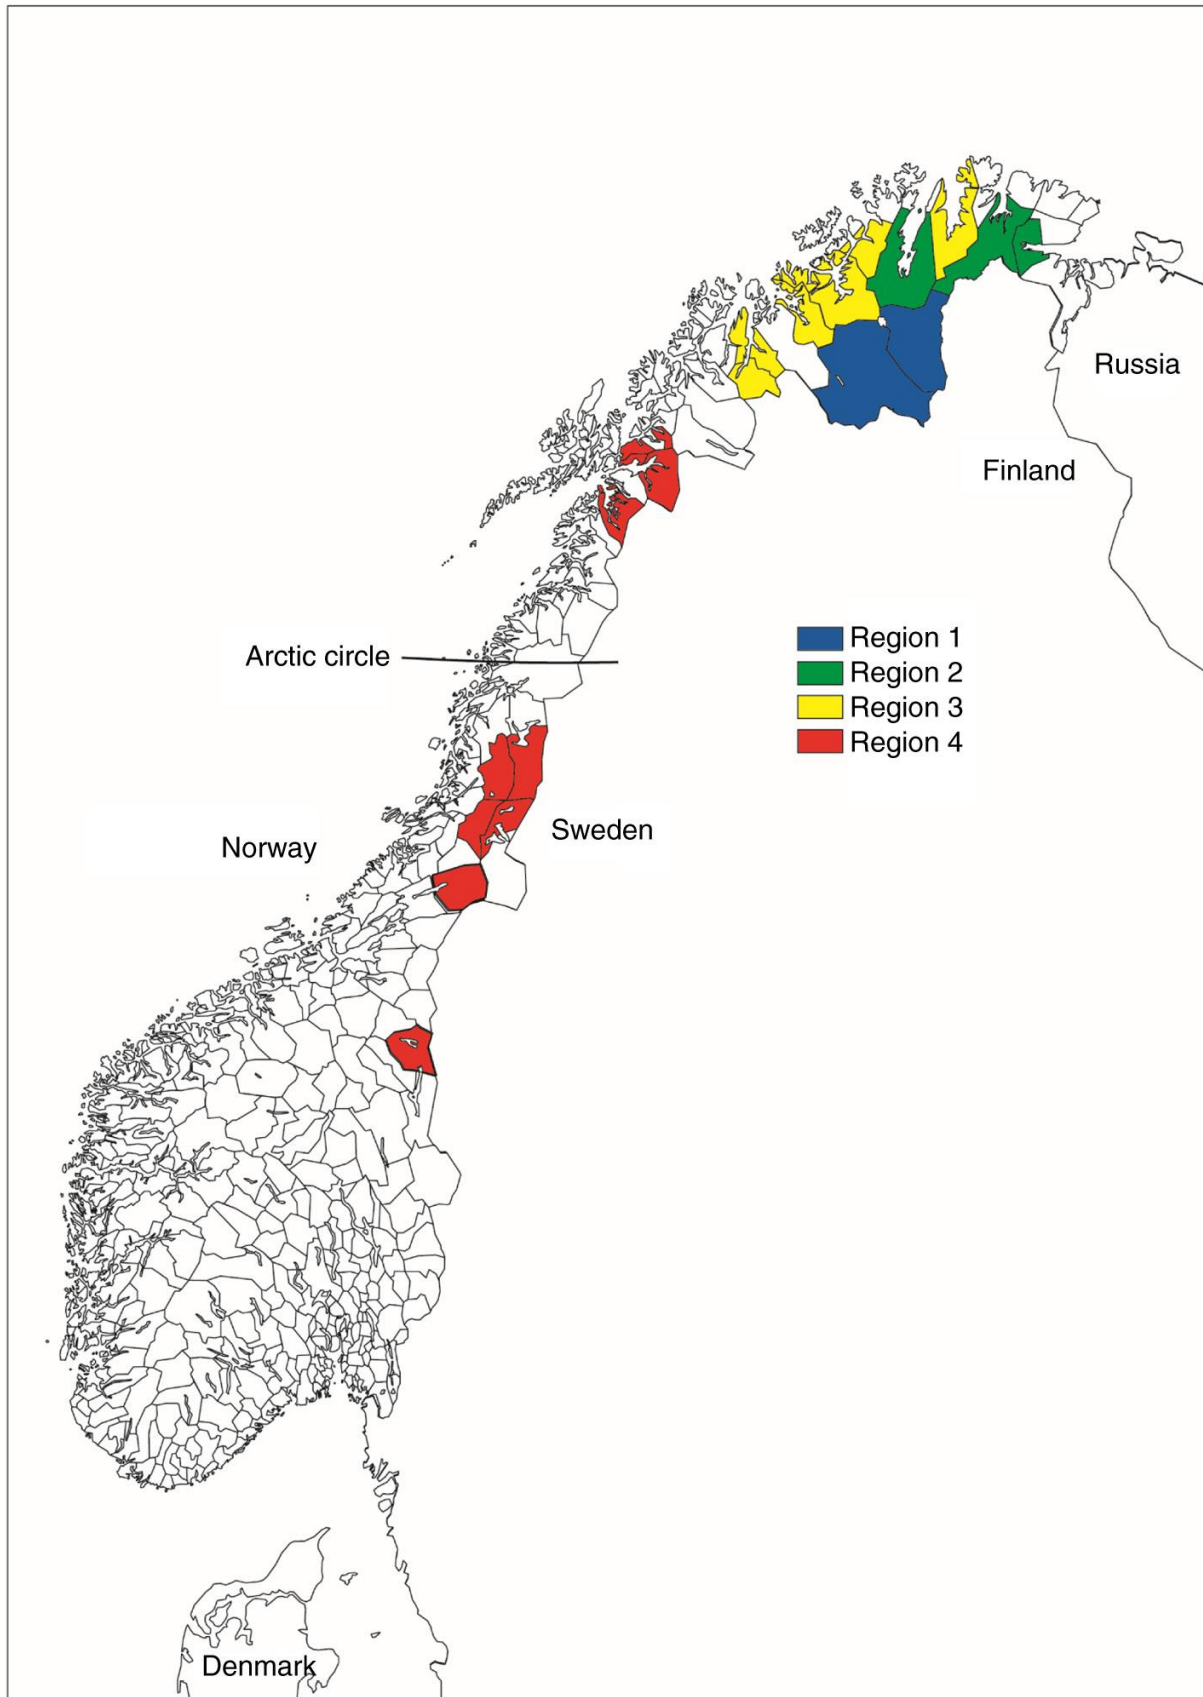 Russia
Finland
Region 1
Arctic circle
Region 2
Region 3
Region 4
Sweden
Norway
Denmark